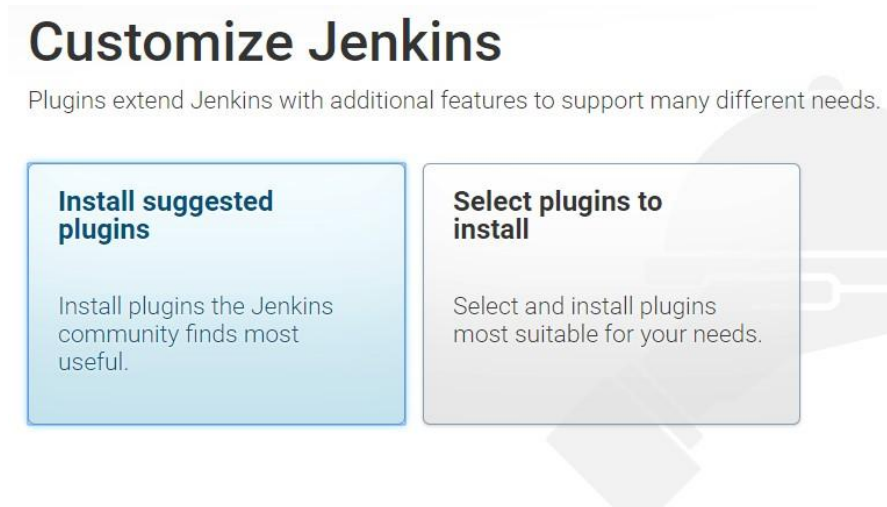 Customize Jenkins
Plugins extend Jenkins with additional features to support many different needs.
Install suggested
plugins
Install plugins the Jenkins
community finds most
useful.
Select plugins to
install
Select and install plugins
most suitable for your needs.